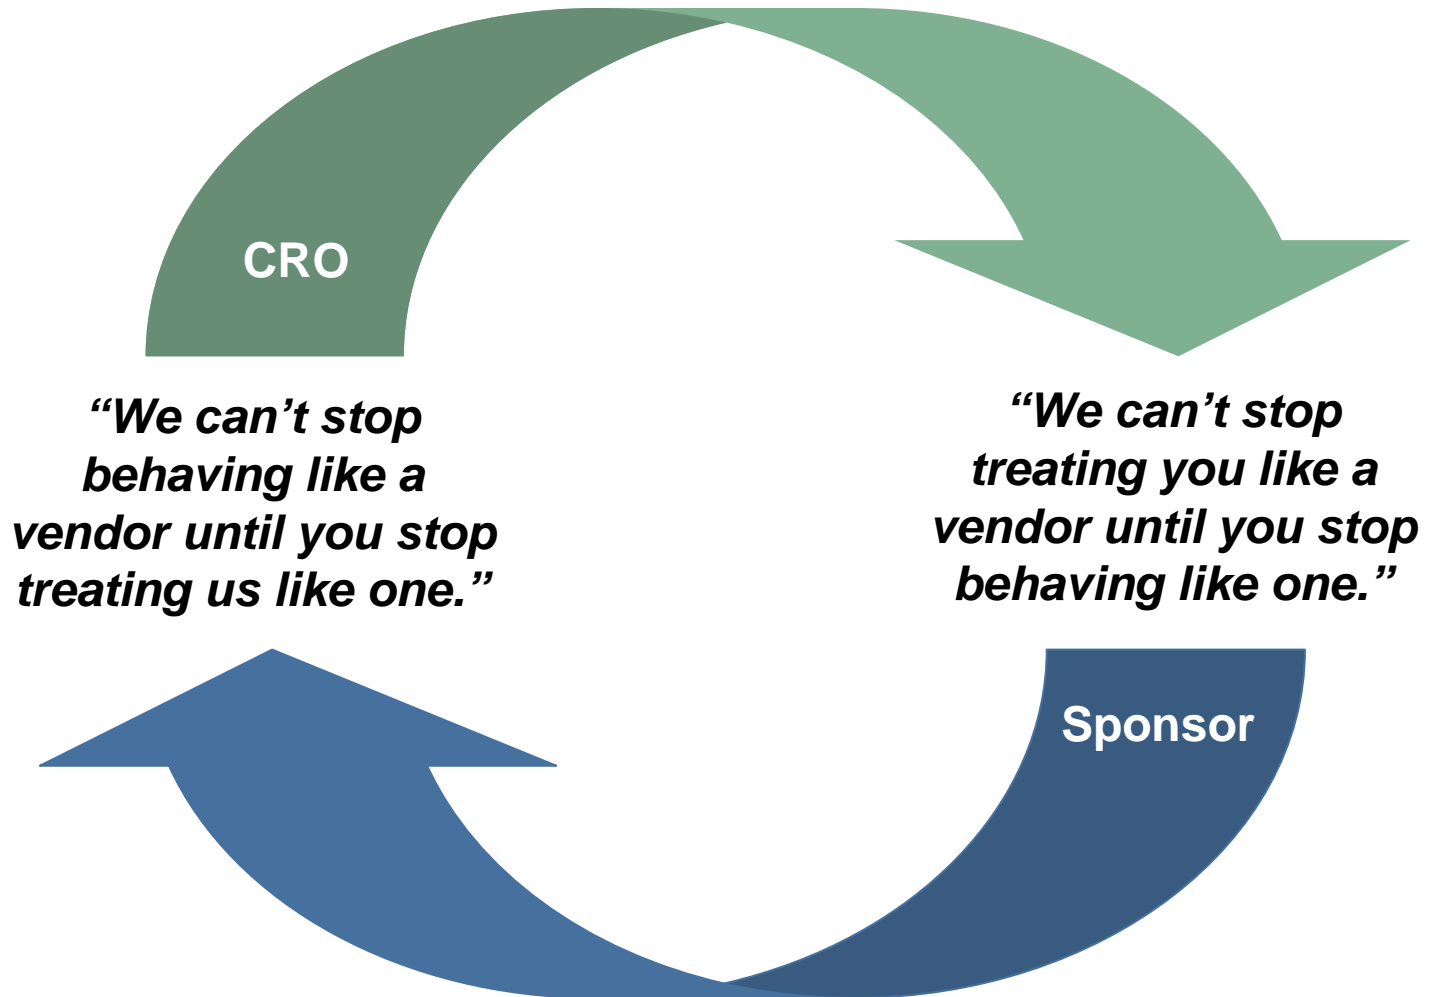 CRO
“We can’t stop
behaving like a
vendor until you stop
treating us like one.”
“We can’t stop
treating you like a
vendor until you stop
behaving like one.”
Sponsor